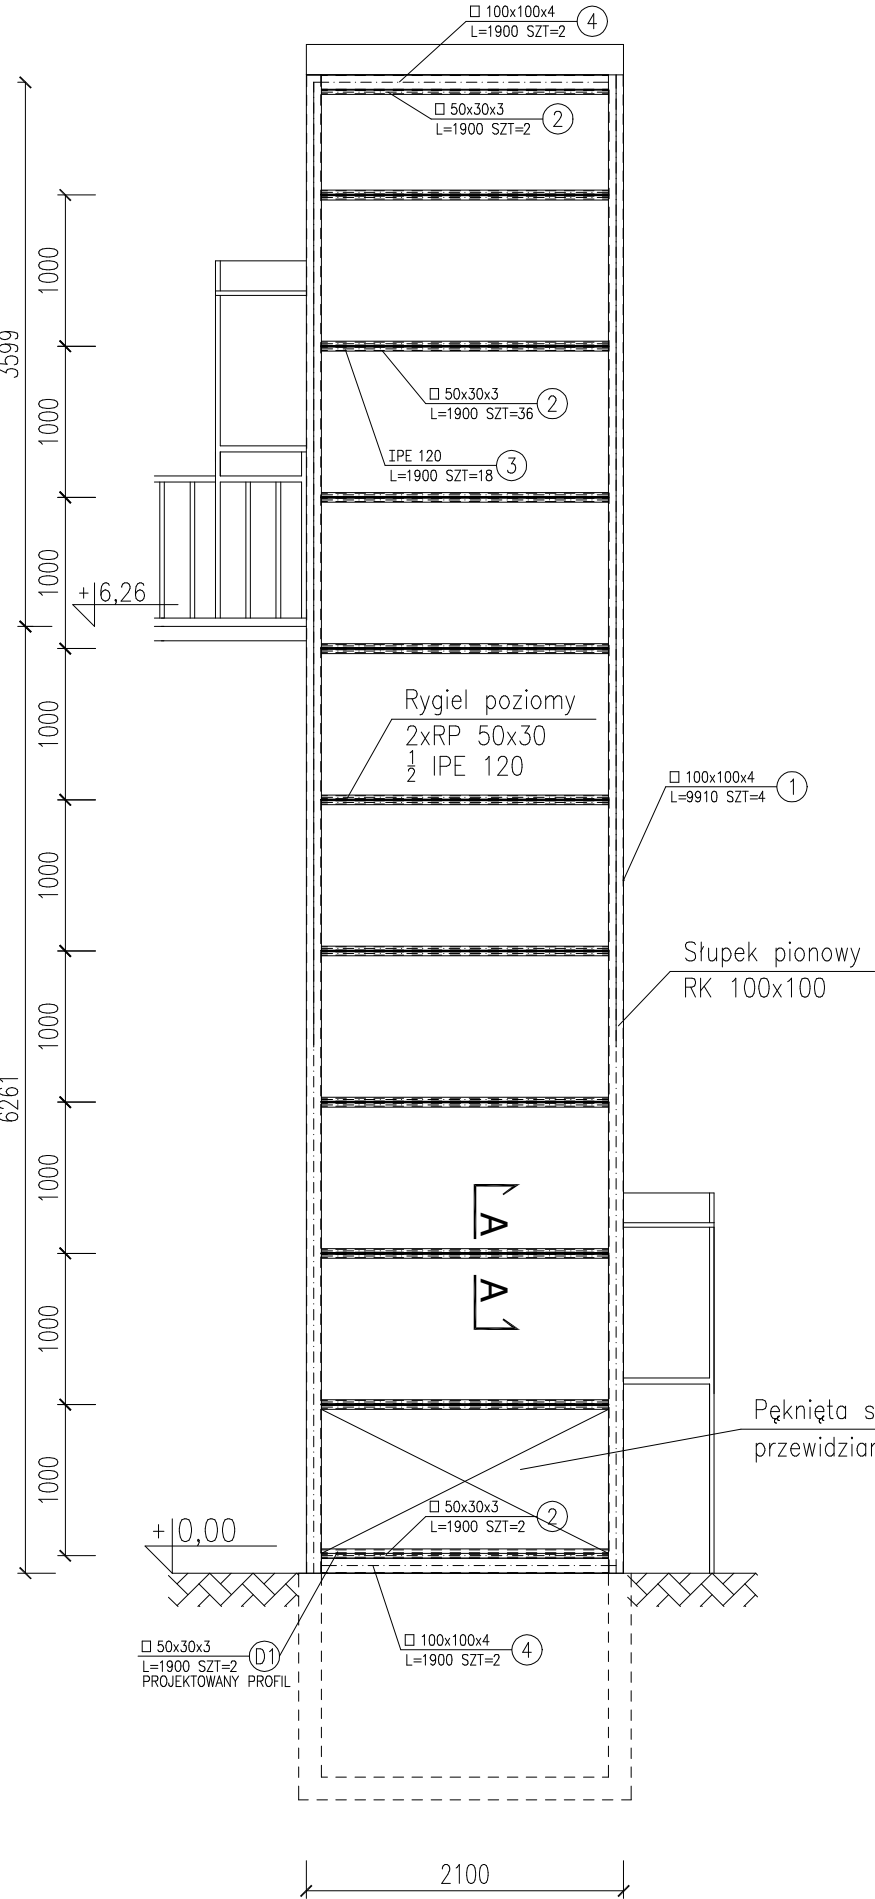 □ 100x100x4
L=1900 SZT=2
4
□ 50x30x3
L=1900 SZT=2
2
1000
3599
1000
□ 50x30x3
L=1900 SZT=36
2
IPE 120
L=1900 SZT=18
3
1000
+6,26
Rygiel poziomy
2xRP 50x30
1/2 IPE 120
1000
□ 100x100x4
L=9910 SZT=4
1
1000
Słupek pionowy
RK 100x100
1000
6261
1000
A
A
1000
Pęknięta s
przewidzian
1000
□ 50x30x3
L=1900 SZT=2
2
+0,00
□ 50x30x3
L=1900 SZT=2
PROJEKTOWANY PROFIL
D1
□ 100x100x4
L=1900 SZT=2
4
2100